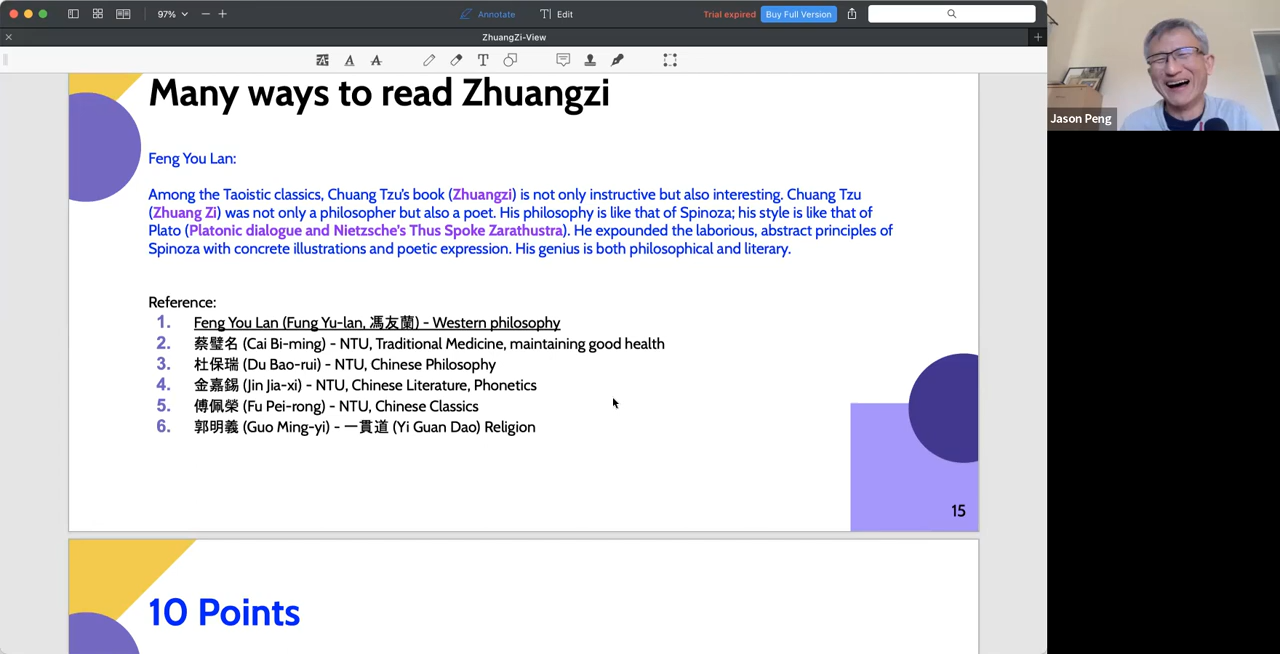 97%
Annotate
Edit
Trial expired
Buy Full Version
ZhuangZi-View
Many ways to read Zhuangzi
Feng You Lan:
Among the Taoistic classics, Chuang Tzu's book (Zhuangzi) is not only instructive but also interesting. Chuang Tzu
(Zhuang Zi) was not only a philosopher but also a poet. His philosophy is like that of Spinoza; his style is like that of
Plato (Platonic dialogue and Nietzsche's Thus Spoke Zarathustra). He expounded the laborious, abstract principles of
Spinoza with concrete illustrations and poetic expression. His genius is both philosophical and literary.
Reference:
1. Feng You Lan (Fung Yu-lan, 馮友蘭) - Western philosophy
2. 蔡璧名 (Cai Bi-ming) - NTU, Traditional Medicine, maintaining good health
3. 杜保瑞 (Du Bao-rui) - NTU, Chinese Philosophy
4. 金嘉錫 (Jin Jia-xi) - NTU, Chinese Literature, Phonetics
5. 傅佩榮 (Fu Pei-rong) - NTU, Chinese Classics
6. 郭明義 (Guo Ming-yi) - 一貫道 (Yi Guan Dao) Religion
15
10 Points
Jason Peng